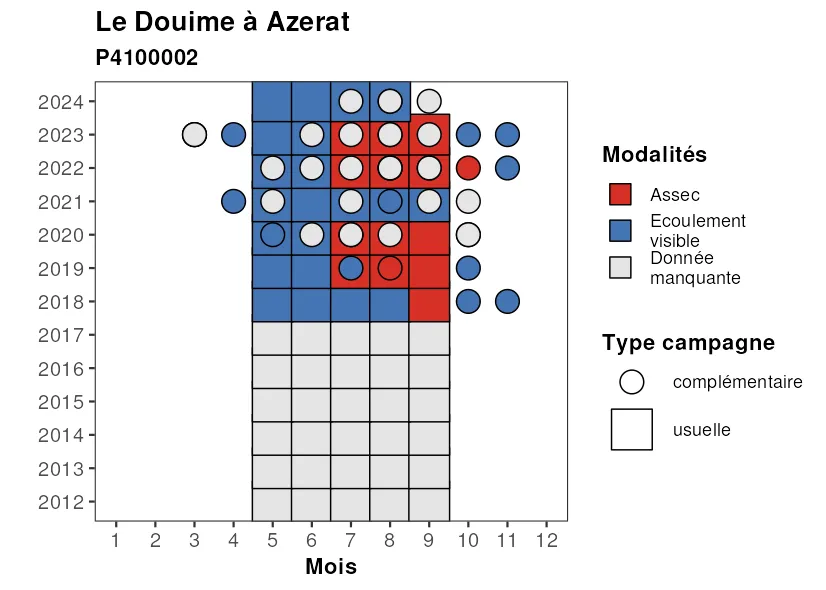 Le Douime à Azerat
P4100002
2024
2023
2022
2021
2020
2019
2018
2017
2016
2015
2014
2013
2012
1 2 3 4 5 6 7 8 9 10 11 12
Mois
Modalités
Assec
Ecoulement
visible
Donnée
manquante
Type campagne
complémentaire
usuelle